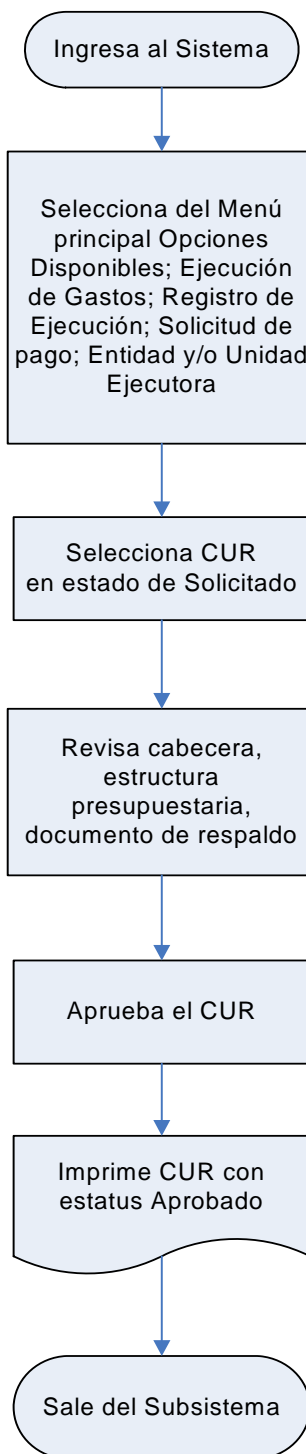 Ingresa al Sistema
Selecciona del Menú
principal Opciones
Disponibles; Ejecución
de Gastos; Registro de
Ejecución; Solicitud de
pago; Entidad y/o Unidad
Ejecutora
Selecciona CUR
en estado de Solicitado
Revisa cabecera,
estructura
presupuestaria,
documento de respaldo
Aprueba el CUR
Imprime CUR con
estatus Aprobado
Sale del Subsistema